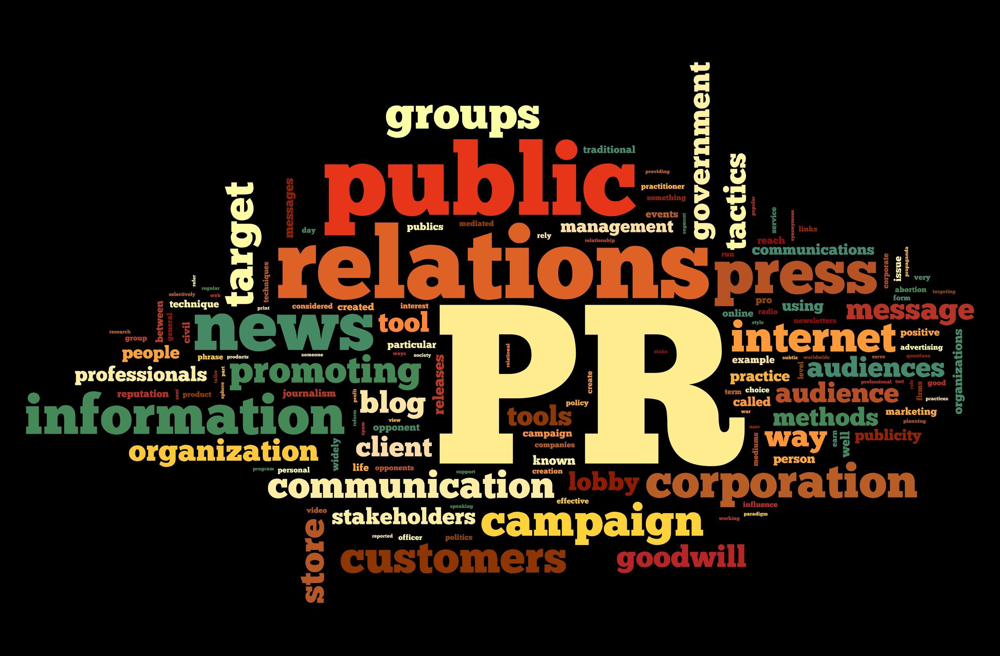 government
groups
public
traditional
tactics
providing
practitioner
something
events
target
messages
day
publics
mediated
rely
management
relationship
segment
popular
service
synonymous
links
reach
communications
run
relations
press
corporate
issue
propaganda
very
abortion
targeting
form
refer
regular
selectively
web
technique
techniques
print
considered
created
interest
pro
using
message
online
radio
style
newsletters
between
general
civil
news
tool
PR
internet
positive
research
group
people
phrase
products
someone
particular
ways
society
relational
stake
advertising
example
subtle
worldwide
serve
questions
organizations
professionals
tailor
part
promoting
releases
create
practice
level
audiences
professional
tort
role
firms
good
reputation
sent
product
sphere
journalism
profit
blog
policy
term
choice
audience
called
practices
information
reform
spam
view
opponent
tools
war
methods
marketing
planning
campaign
companies
user
mediums
way
earn
well
publicity
organization
widely
client
known
person
program
personal
life
opponents
support
creation
communication
lobby
corporation
effective
influence
video
stakeholders
speaking
campaign
working
paradigm
store
reported
officer
politics
customers
goodwill